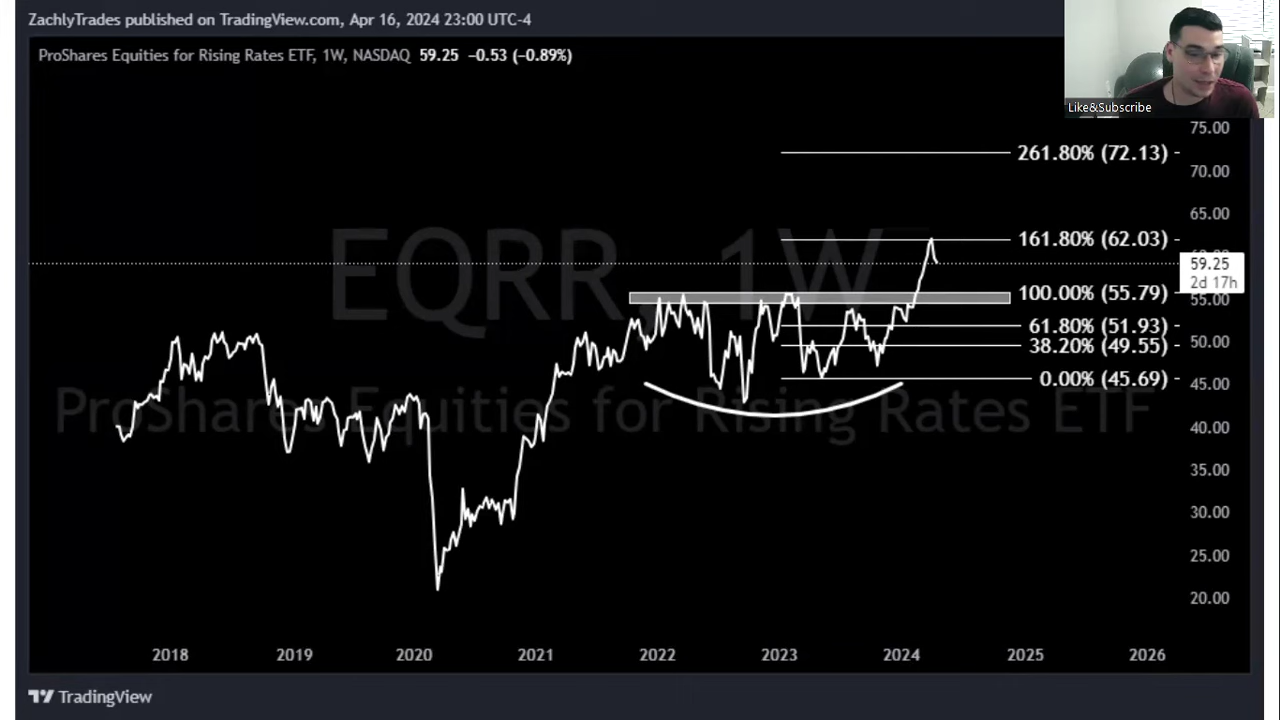 ZachlyTrades published on TradingView.com, Apr 16, 2024 23:00 UTC-4
ProShares Equities for Rising Rates ETF, 1W, NASDAQ 59.25 −0.53 (−0.89%)
Like&Subscribe
75.00
261.80% (72.13)
70.00
65.00
EQRR, 1W
161.80% (62.03)
59.25
2d 17h
100.00% (55.79)
55.00
61.80% (51.93)
50.00
38.20% (49.55)
0.00% (45.69)
45.00
ProShares Equities for Rising Rates ETF
40.00
35.00
30.00
25.00
20.00
2018 2019 2020 2021 2022 2023 2024 2025 2026
TradingView